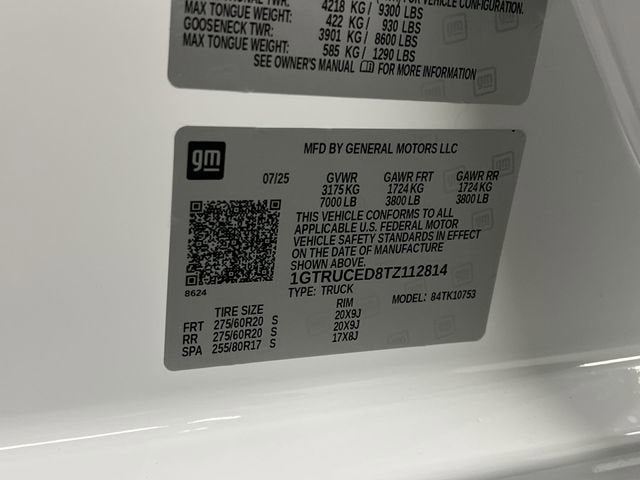 4218 KG / 9300 LBS
MAX TONGUE WEIGHT: 422 KG / 930 LBS
GOOSENECK TWR: 3901 KG / 8600 LBS
MAX TONGUE WEIGHT: 585 KG / 1290 LBS
SEE OWNER'S MANUAL FOR MORE INFORMATION
gm
MFD BY GENERAL MOTORS LLC
07/25 GVWR GAWR FRT GAWR RR
3175 KG 1724 KG 1724 KG
7000 LB 3800 LB 3800 LB
THIS VEHICLE CONFORMS TO ALL
APPLICABLE U.S. FEDERAL MOTOR
VEHICLE SAFETY STANDARDS IN EFFECT
ON THE DATE OF MANUFACTURE
SHOWN ABOVE.
1GTRUCED8TZ112814
8624
TYPE: TRUCK MODEL: 84TK10753
TIRE SIZE RIM
FRT 275/60R20 S 20X9J
RR 275/60R20 S 20X9J
SPA 255/80R17 S 17X8J